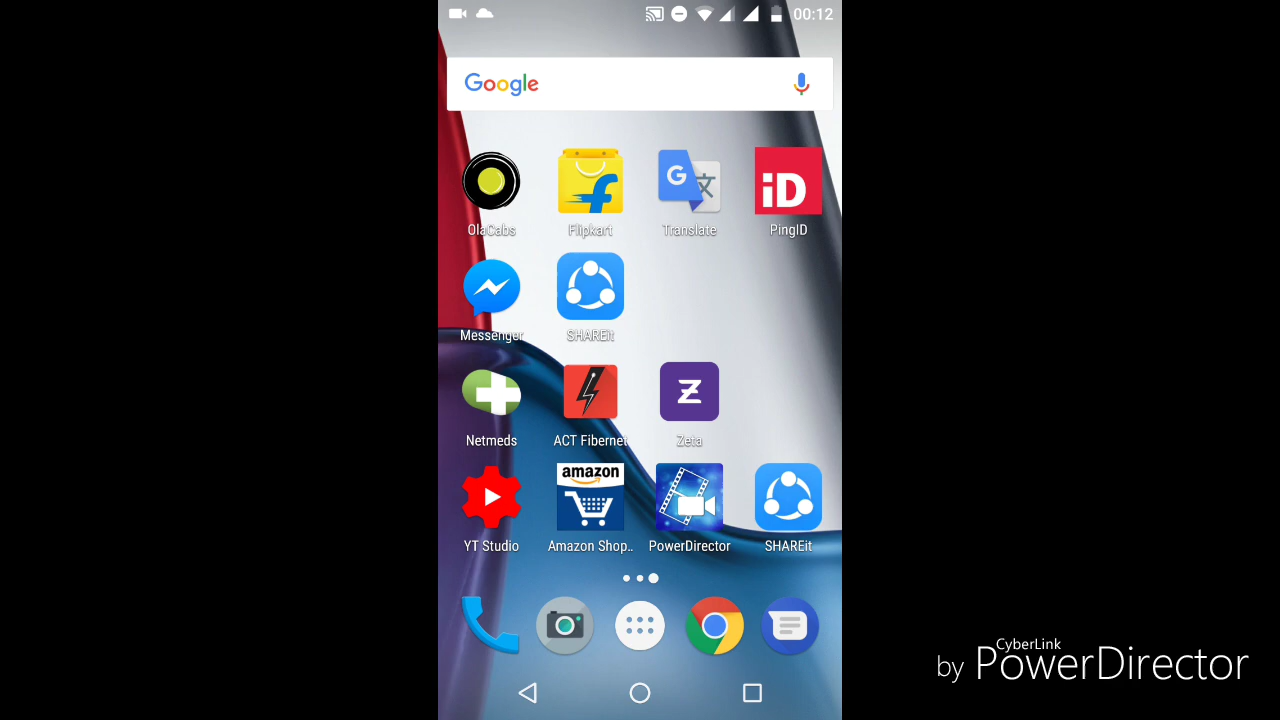 00:12
Google
iD
OlaCabs Flipkart Translate PingID
Messenger SHAREit
Netmeds ACT Fibernet Zeta
amazon
YT Studio Amazon Shop.. PowerDirector SHAREit
CyberLink
by PowerDirector